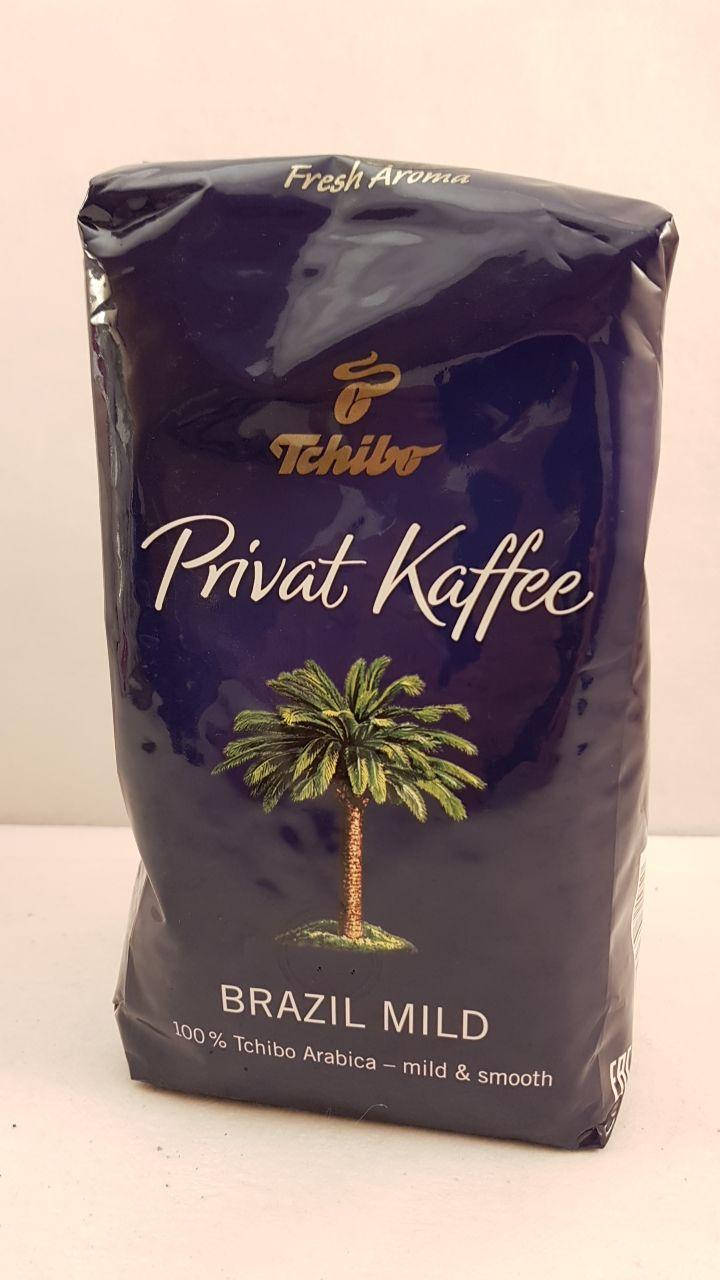 Fresh Aroma
Tchibo
Privat Kaffee
BRAZIL MILD
100 % Tchibo Arabica – mild & smooth